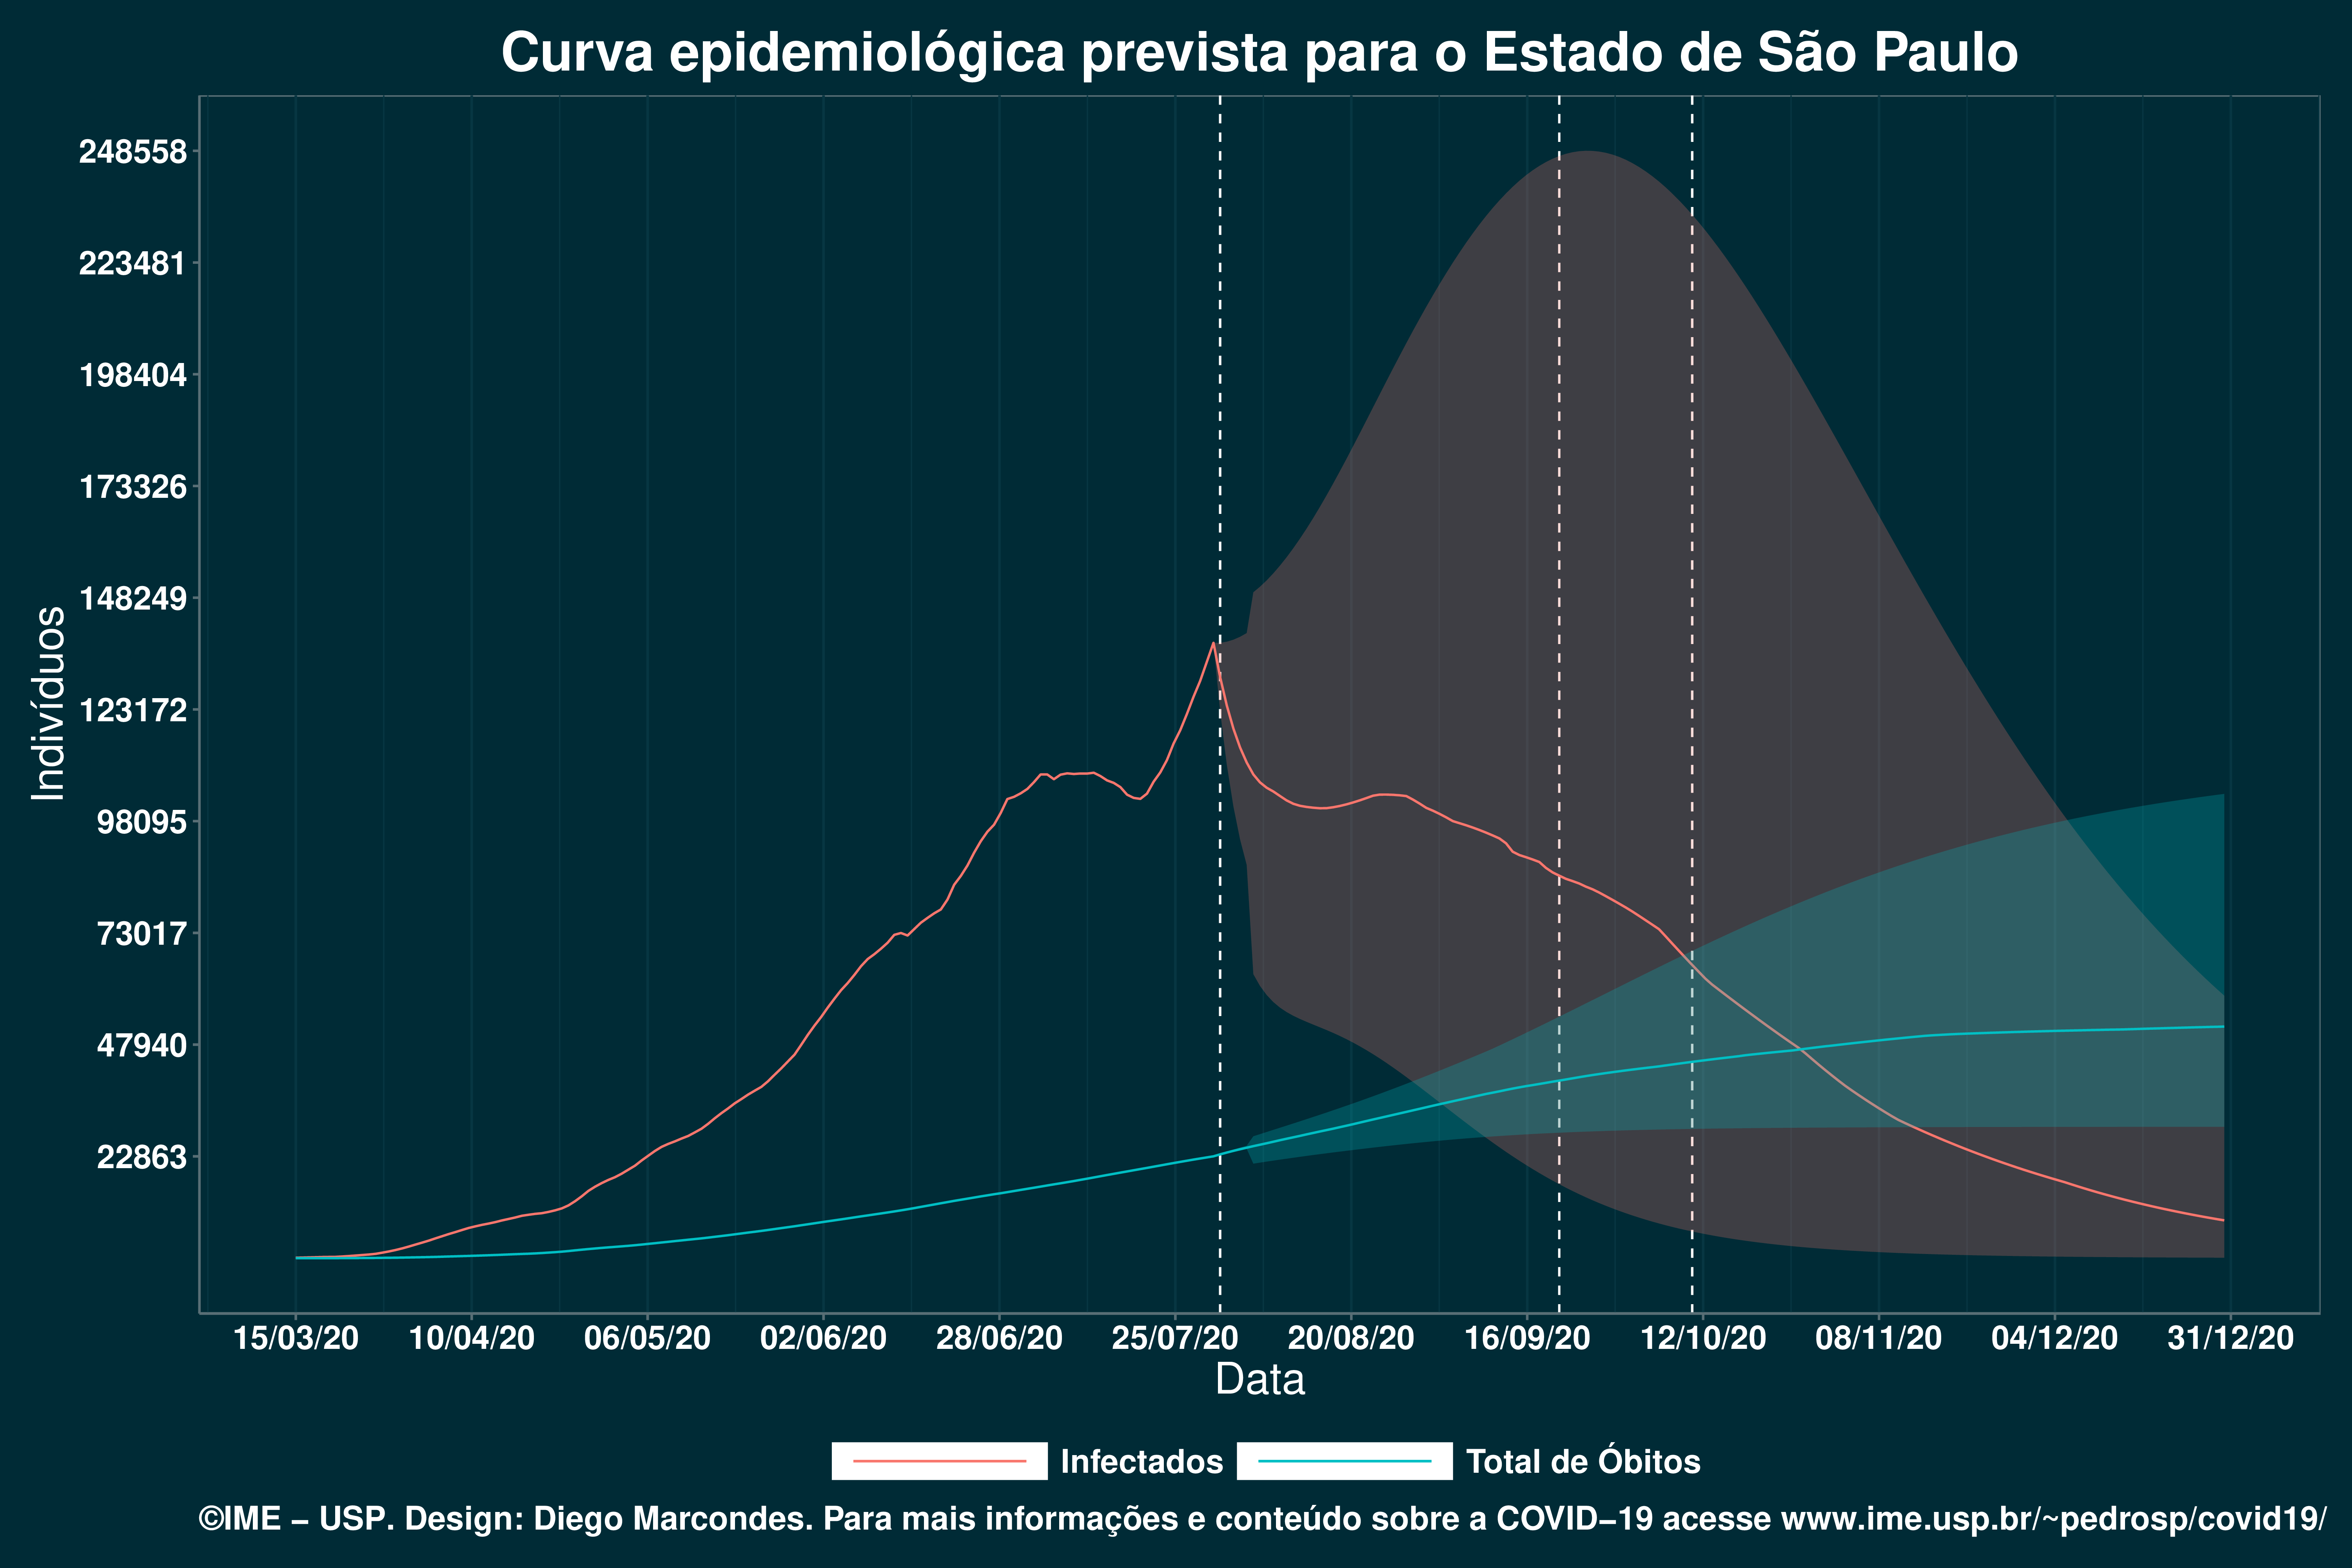 Curva epidemiológica prevista para o Estado de São Paulo
Indivíduos
248558
223481
198404
173326
148249
123172
98095
73017
47940
22863
15/03/20 10/04/20 06/05/20 02/06/20 28/06/20 25/07/20 20/08/20 16/09/20 12/10/20 08/11/20 04/12/20 31/12/20
Data
Infectados Total de Óbitos
©IME − USP. Design: Diego Marcondes. Para mais informações e conteúdo sobre a COVID−19 acesse www.ime.usp.br/~pedrosp/covid19/